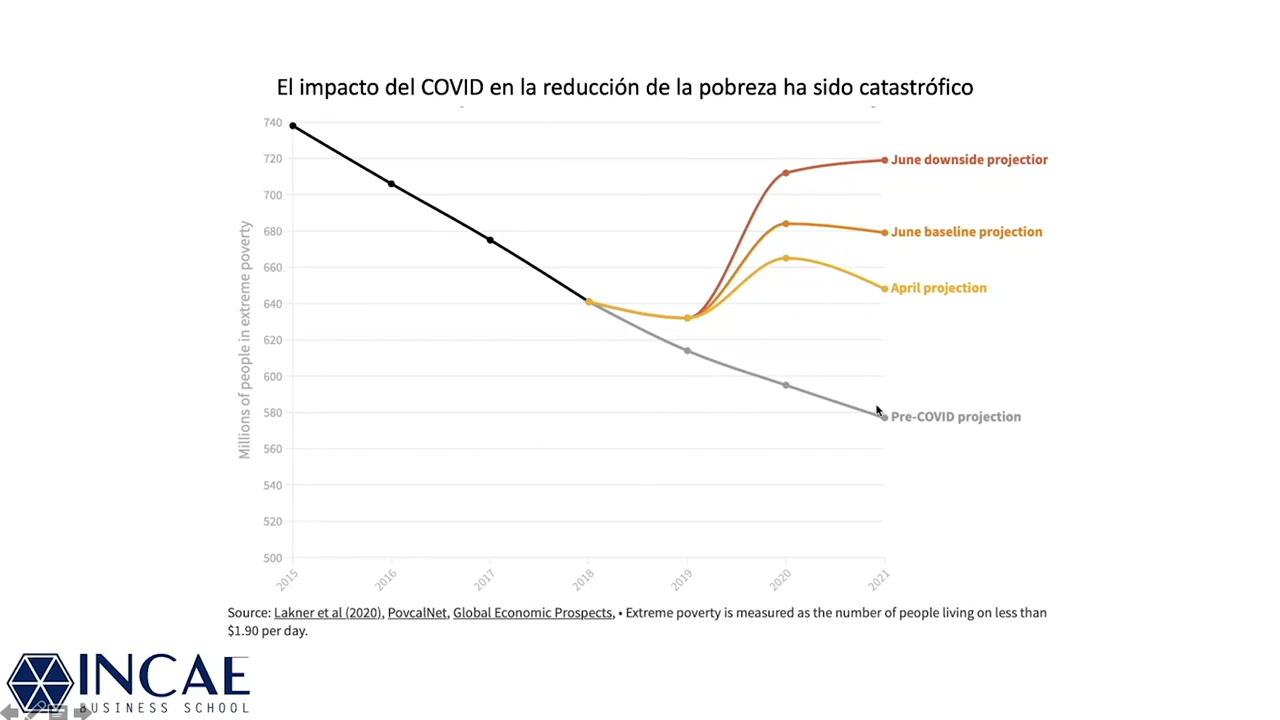 El impacto del COVID en la reducción de la pobreza ha sido catastrófico
740
720
700
680
660
640
620
600
580
560
540
520
500
Millions of people in extreme poverty
June downside projection
June baseline projection
April projection
Pre-COVID projection
2015
2016
2017
2018
2019
2020
2021
Source: Lakner et al (2020), PovcalNet, Global Economic Prospects, • Extreme poverty is measured as the number of people living on less than
$1.90 per day.
INCAE
BUSINESS SCHOOL